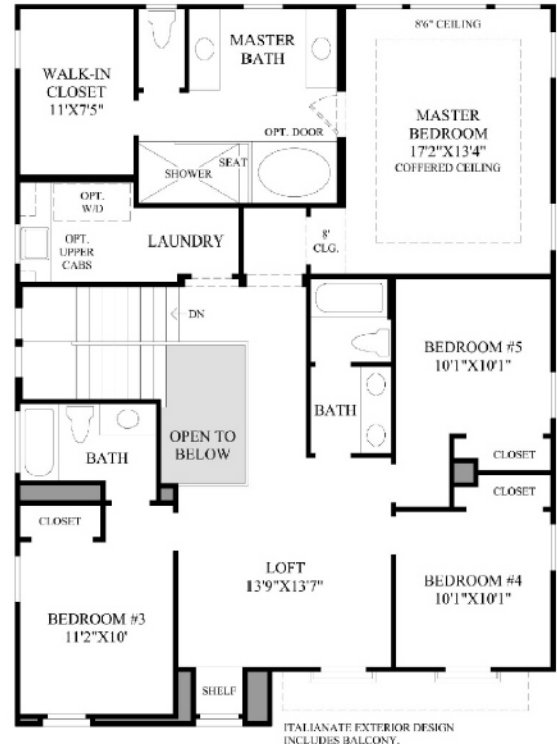 8'6" CEILING
MASTER
BATH
WALK-IN
CLOSET
11'X7'5"
MASTER
BEDROOM
17'2"X13'4"
COFFERED CEILING
OPT. DOOR
SEAT
SHOWER
OPT.
W/D
OPT.
UPPER
CABS
LAUNDRY
8'
CLG.
DN
BEDROOM #5
10'1"X10'1"
BATH
OPEN TO
BELOW
BATH
CLOSET
CLOSET
CLOSET
LOFT
13'9"X13'7"
BEDROOM #4
10'1"X10'1"
BEDROOM #3
11'2"X10'
SHELF
ITALIANATE EXTERIOR DESIGN
INCLUDES BALCONY.